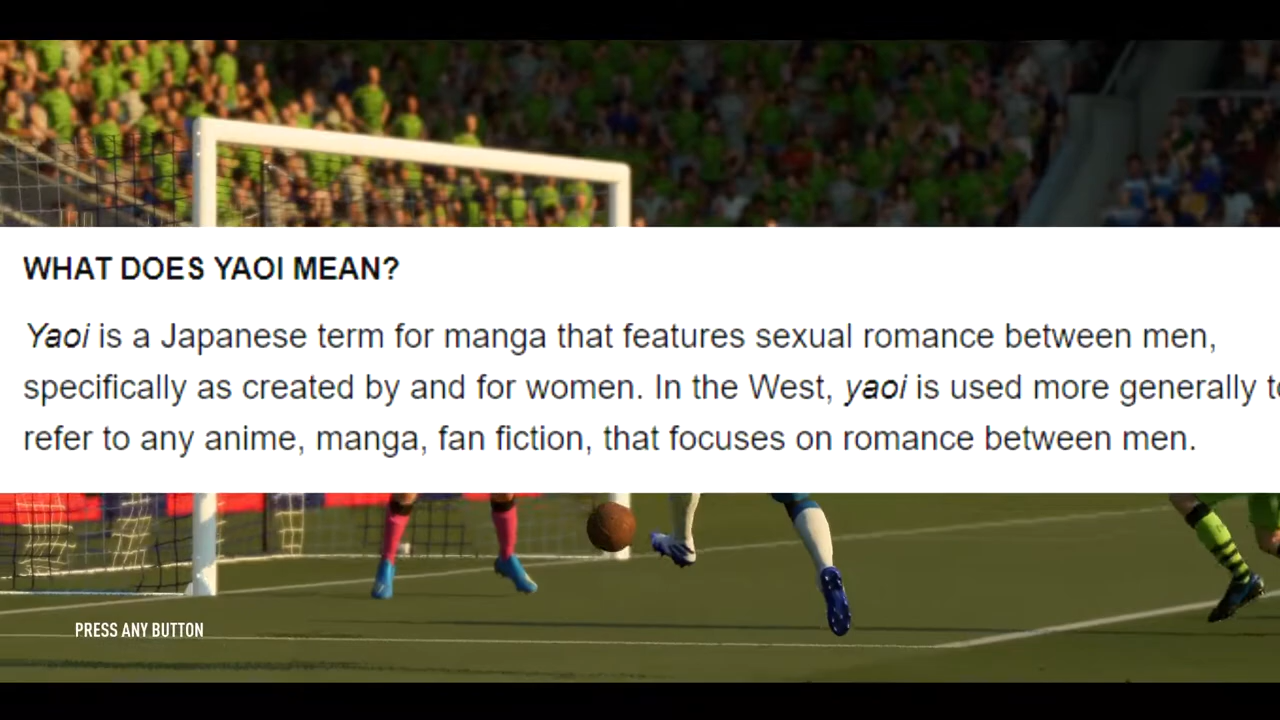 WHAT DOES YAOI MEAN?
Yaoi is a Japanese term for manga that features sexual romance between men,
specifically as created by and for women. In the West, yaoi is used more generally to
refer to any anime, manga, fan fiction, that focuses on romance between men.
PRESS ANY BUTTON